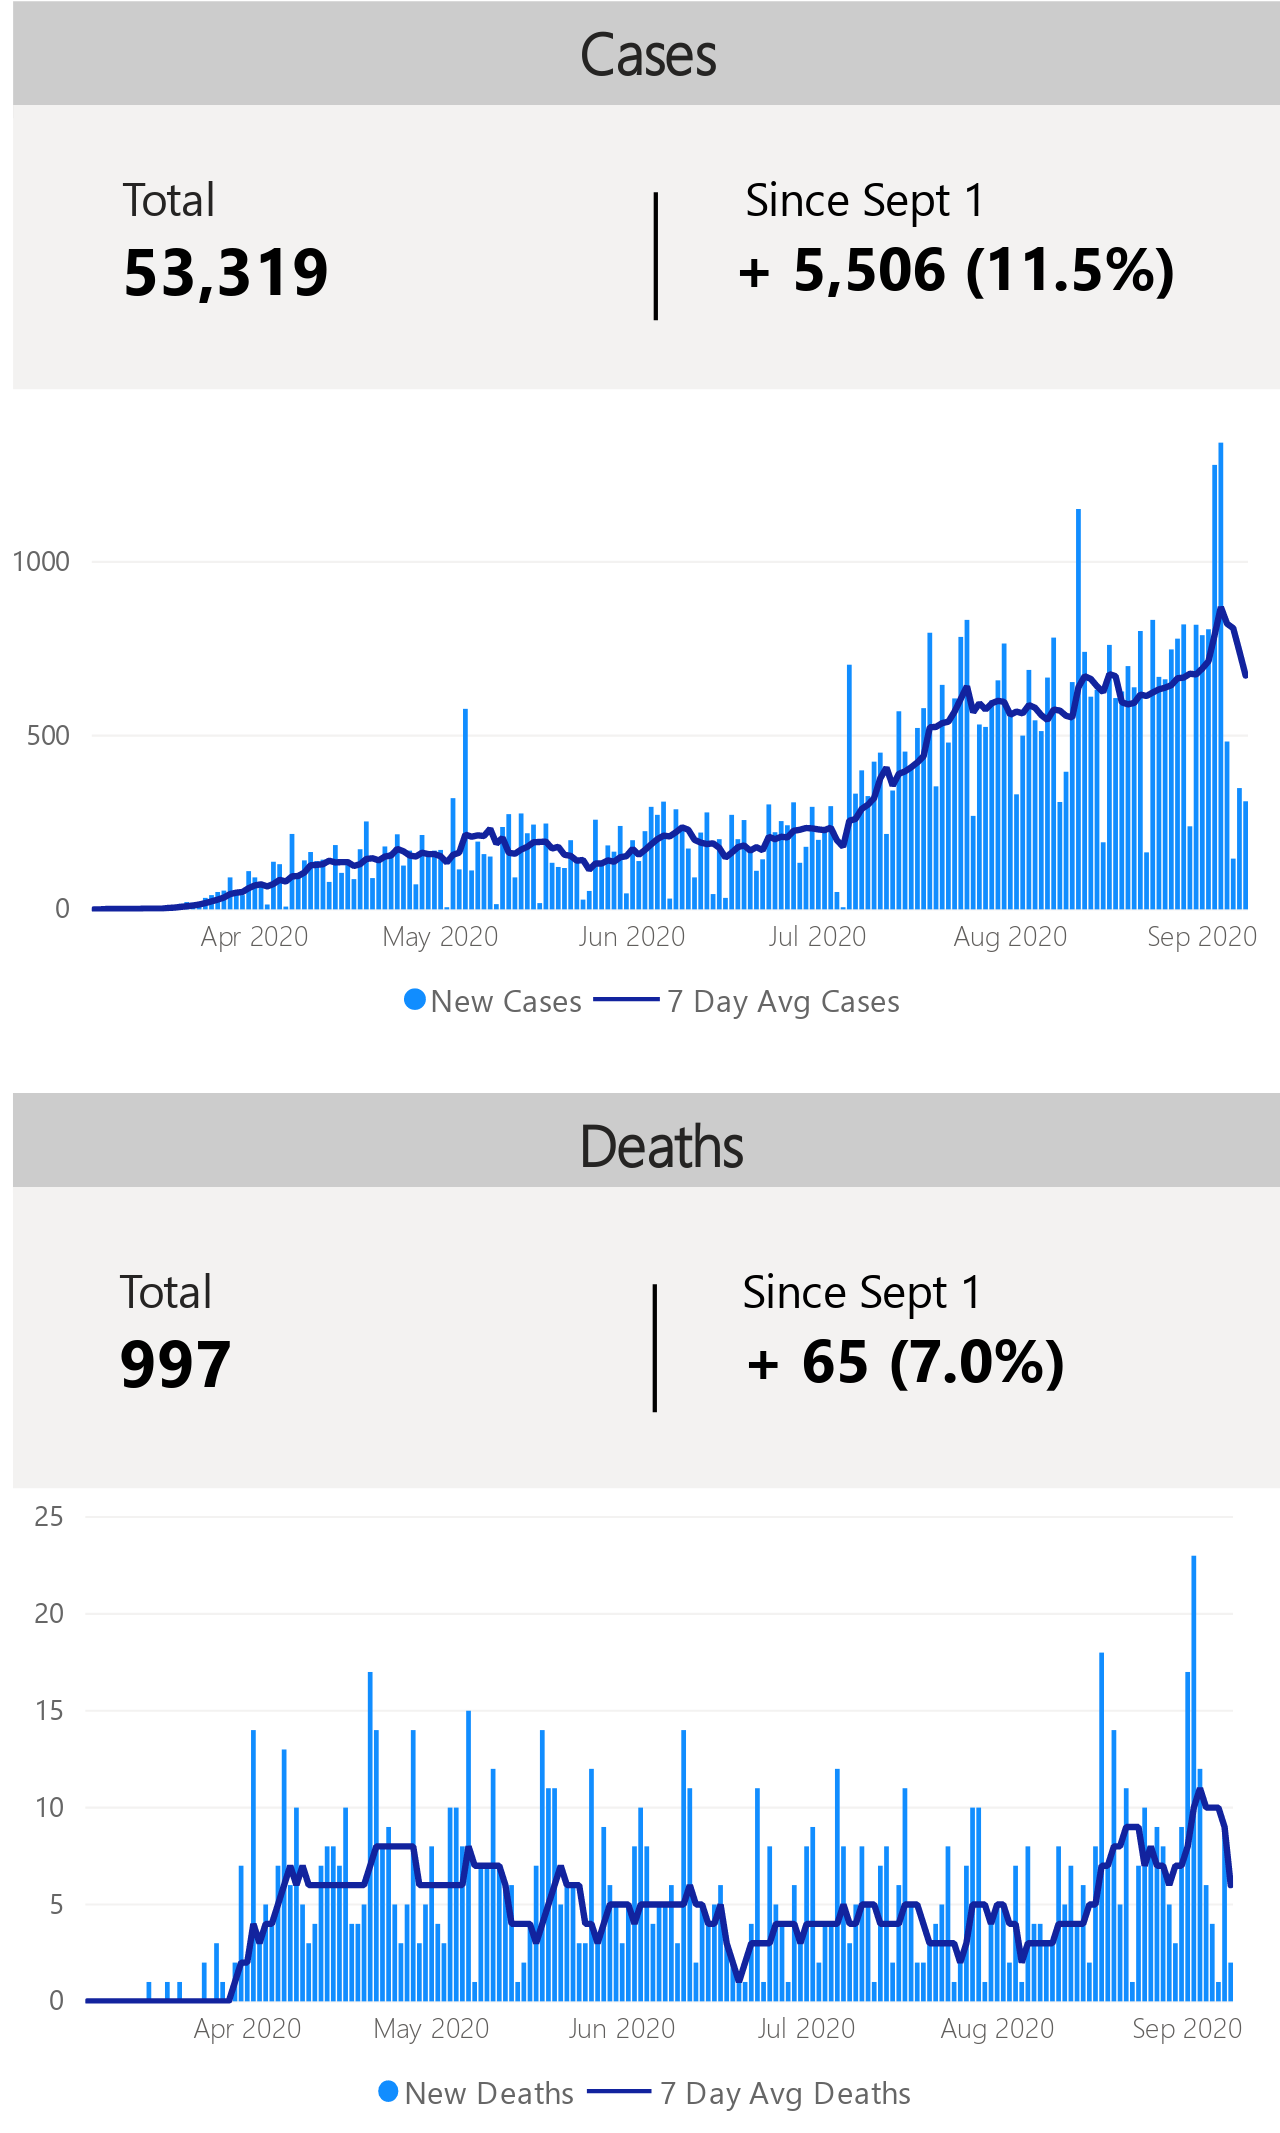 Cases
Total
Since Sept 1
53,319
+ 5,506 (11.5%)
1000
500
0
Apr 2020
May 2020
Jun 2020
Jul 2020
Aug 2020
Sep 2020
New Cases
7 Day Avg Cases
Deaths
Total
Since Sept 1
997
+ 65 (7.0%)
25
20
15
10
5
0
Apr 2020
May 2020
Jun 2020
Jul 2020
Aug 2020
Sep 2020
New Deaths
7 Day Avg Deaths